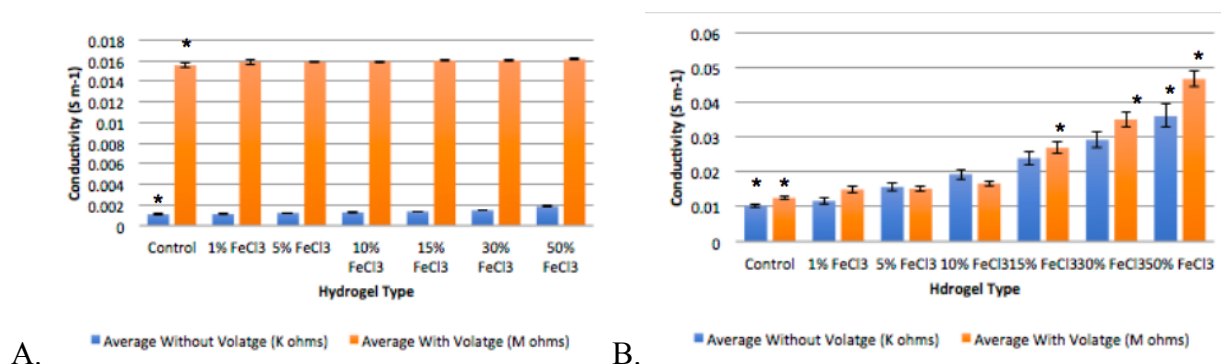 0.018
0.016
0.014
0.012
0.01
0.008
0.006
0.004
0.002
0
Conductivity (S m-1)
*
*
Control 1% FeCl3 5% FeCl3 10% FeCl3 15% FeCl3 30% FeCl3 50% FeCl3
Hydrogel Type
Average Without Volatge (K ohms) Average With Volatge (M ohms)
A.
0.06
0.05
0.04
0.03
0.02
0.01
0
Conductivity (S m-1)
* * * * * *
Control 1% FeCl3 5% FeCl3 10% FeCl315% FeCl330% FeCl350% FeCl3
Hdrogel Type
Average Without Volatge (K ohms) Average With Volatge (M ohms)
B.